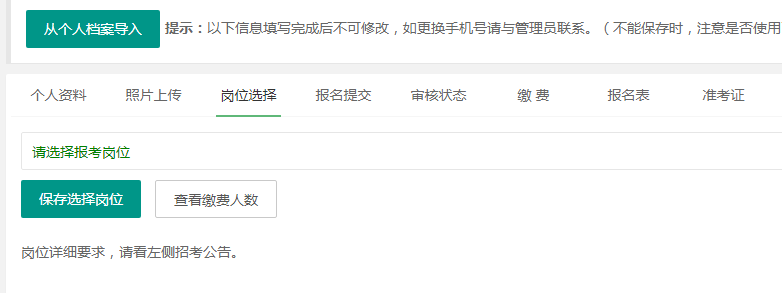 从个人档案导入 提示：以下信息填写完成后不可修改，如更换手机号请与管理员联系。（不能保存时，注意是否使用
个人资料 照片上传 岗位选择 报名提交 审核状态 缴 费 报名表 准考证
请选择报考岗位
保存选择岗位 查看缴费人数
岗位详细要求，请看左侧招考公告。